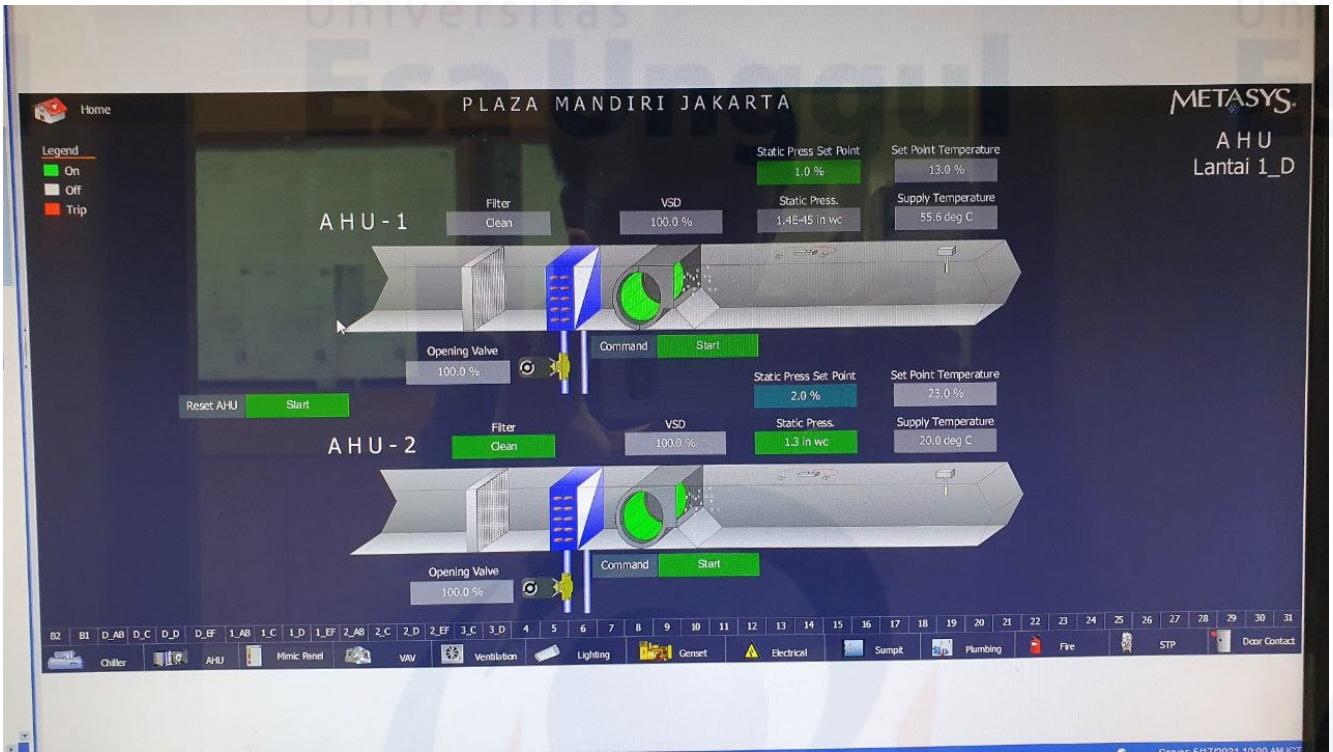 Universitas
Esa Unggul
Home
PLAZA MANDIRI JAKARTA
METASYS.
AHU
Lantai 1_D
Legend
On
Off
Trip
Static Press Set Point
1.0 %
Set Point Temperature
13.0 %
AHU-1
Filter
Clean
VSD
100.0 %
Static Press.
1.4E-45 in wc
Supply Temperature
55.6 deg C
Opening Valve
100.0 %
Command Start
Reset AHU Start
Static Press Set Point
2.0 %
Set Point Temperature
23.0 %
AHU-2
Filter
Clean
VSD
100.0 %
Static Press.
1.3 in wc
Supply Temperature
20.0 deg C
Opening Valve
100.0 %
Command Start
B2 B1 D_AB D_C D_D D_EF 1_AB 1_C 1_D 1_EF 2_AB 2_C 2_D 2_EF 3_C 3_D 4 5 6 7 8 9 10 11 12 13 14 15 16 17 18 19 20 21 22 23 24 25 26 27 28 29 30 31
Chiller AHU Mimic Panel VAV Ventilation Lighting Genset Electrical Sumpit Plumbing Fire STP Door Contact